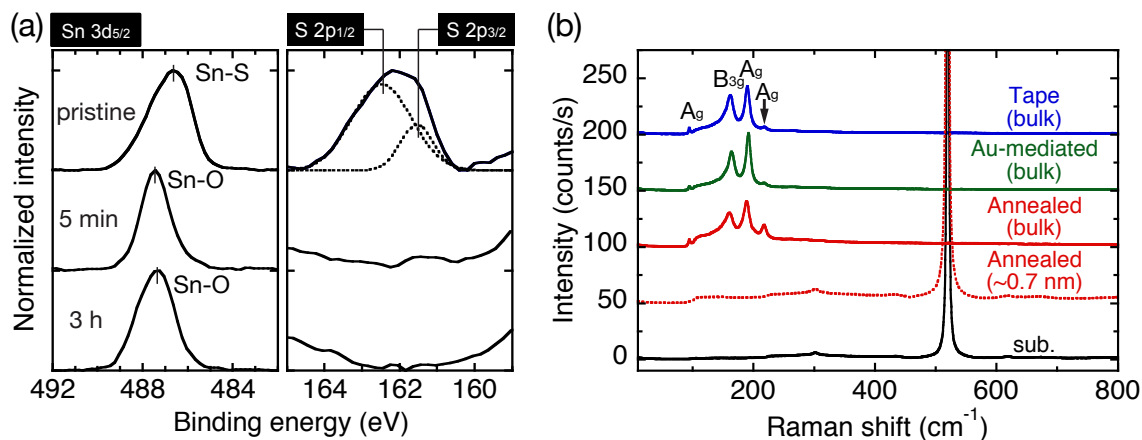 (a)
Sn 3d5/2
S 2p1/2
S 2p3/2
Normalized intensity
pristine
Sn-S
5 min
Sn-O
3 h
Sn-O
492
488
484
164
162
160
Binding energy (eV)
(b)
Intensity (counts/s)
250
200
150
100
50
0
Ag
B3g
Ag
Ag
Tape
(bulk)
Au-mediated
(bulk)
Annealed
(bulk)
Annealed
(~0.7 nm)
sub.
200
400
600
800
Raman shift (cm-1)